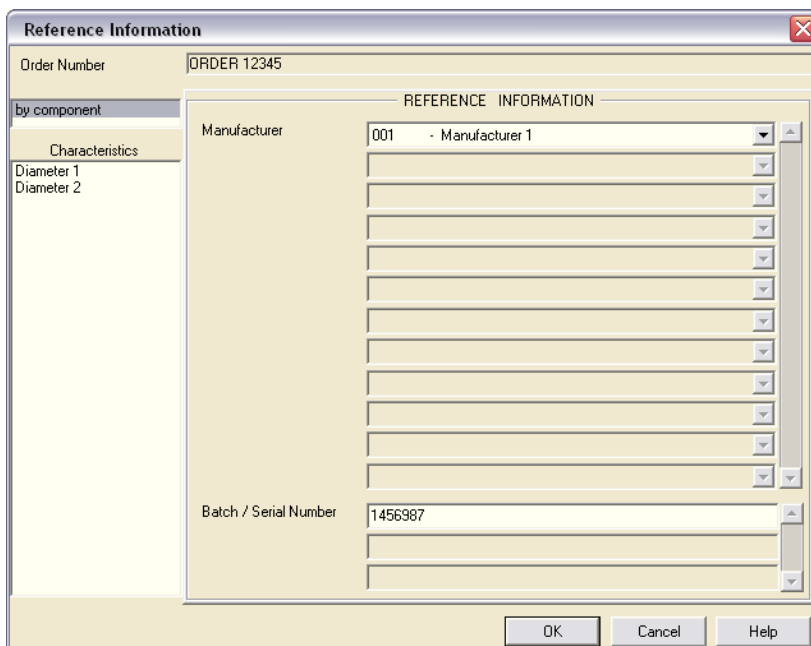 Reference Information
Order Number ORDER 12345
by component
Characteristics
Diameter 1
Diameter 2
REFERENCE INFORMATION
Manufacturer 001 - Manufacturer 1
Batch / Serial Number 1456987
OK Cancel Help